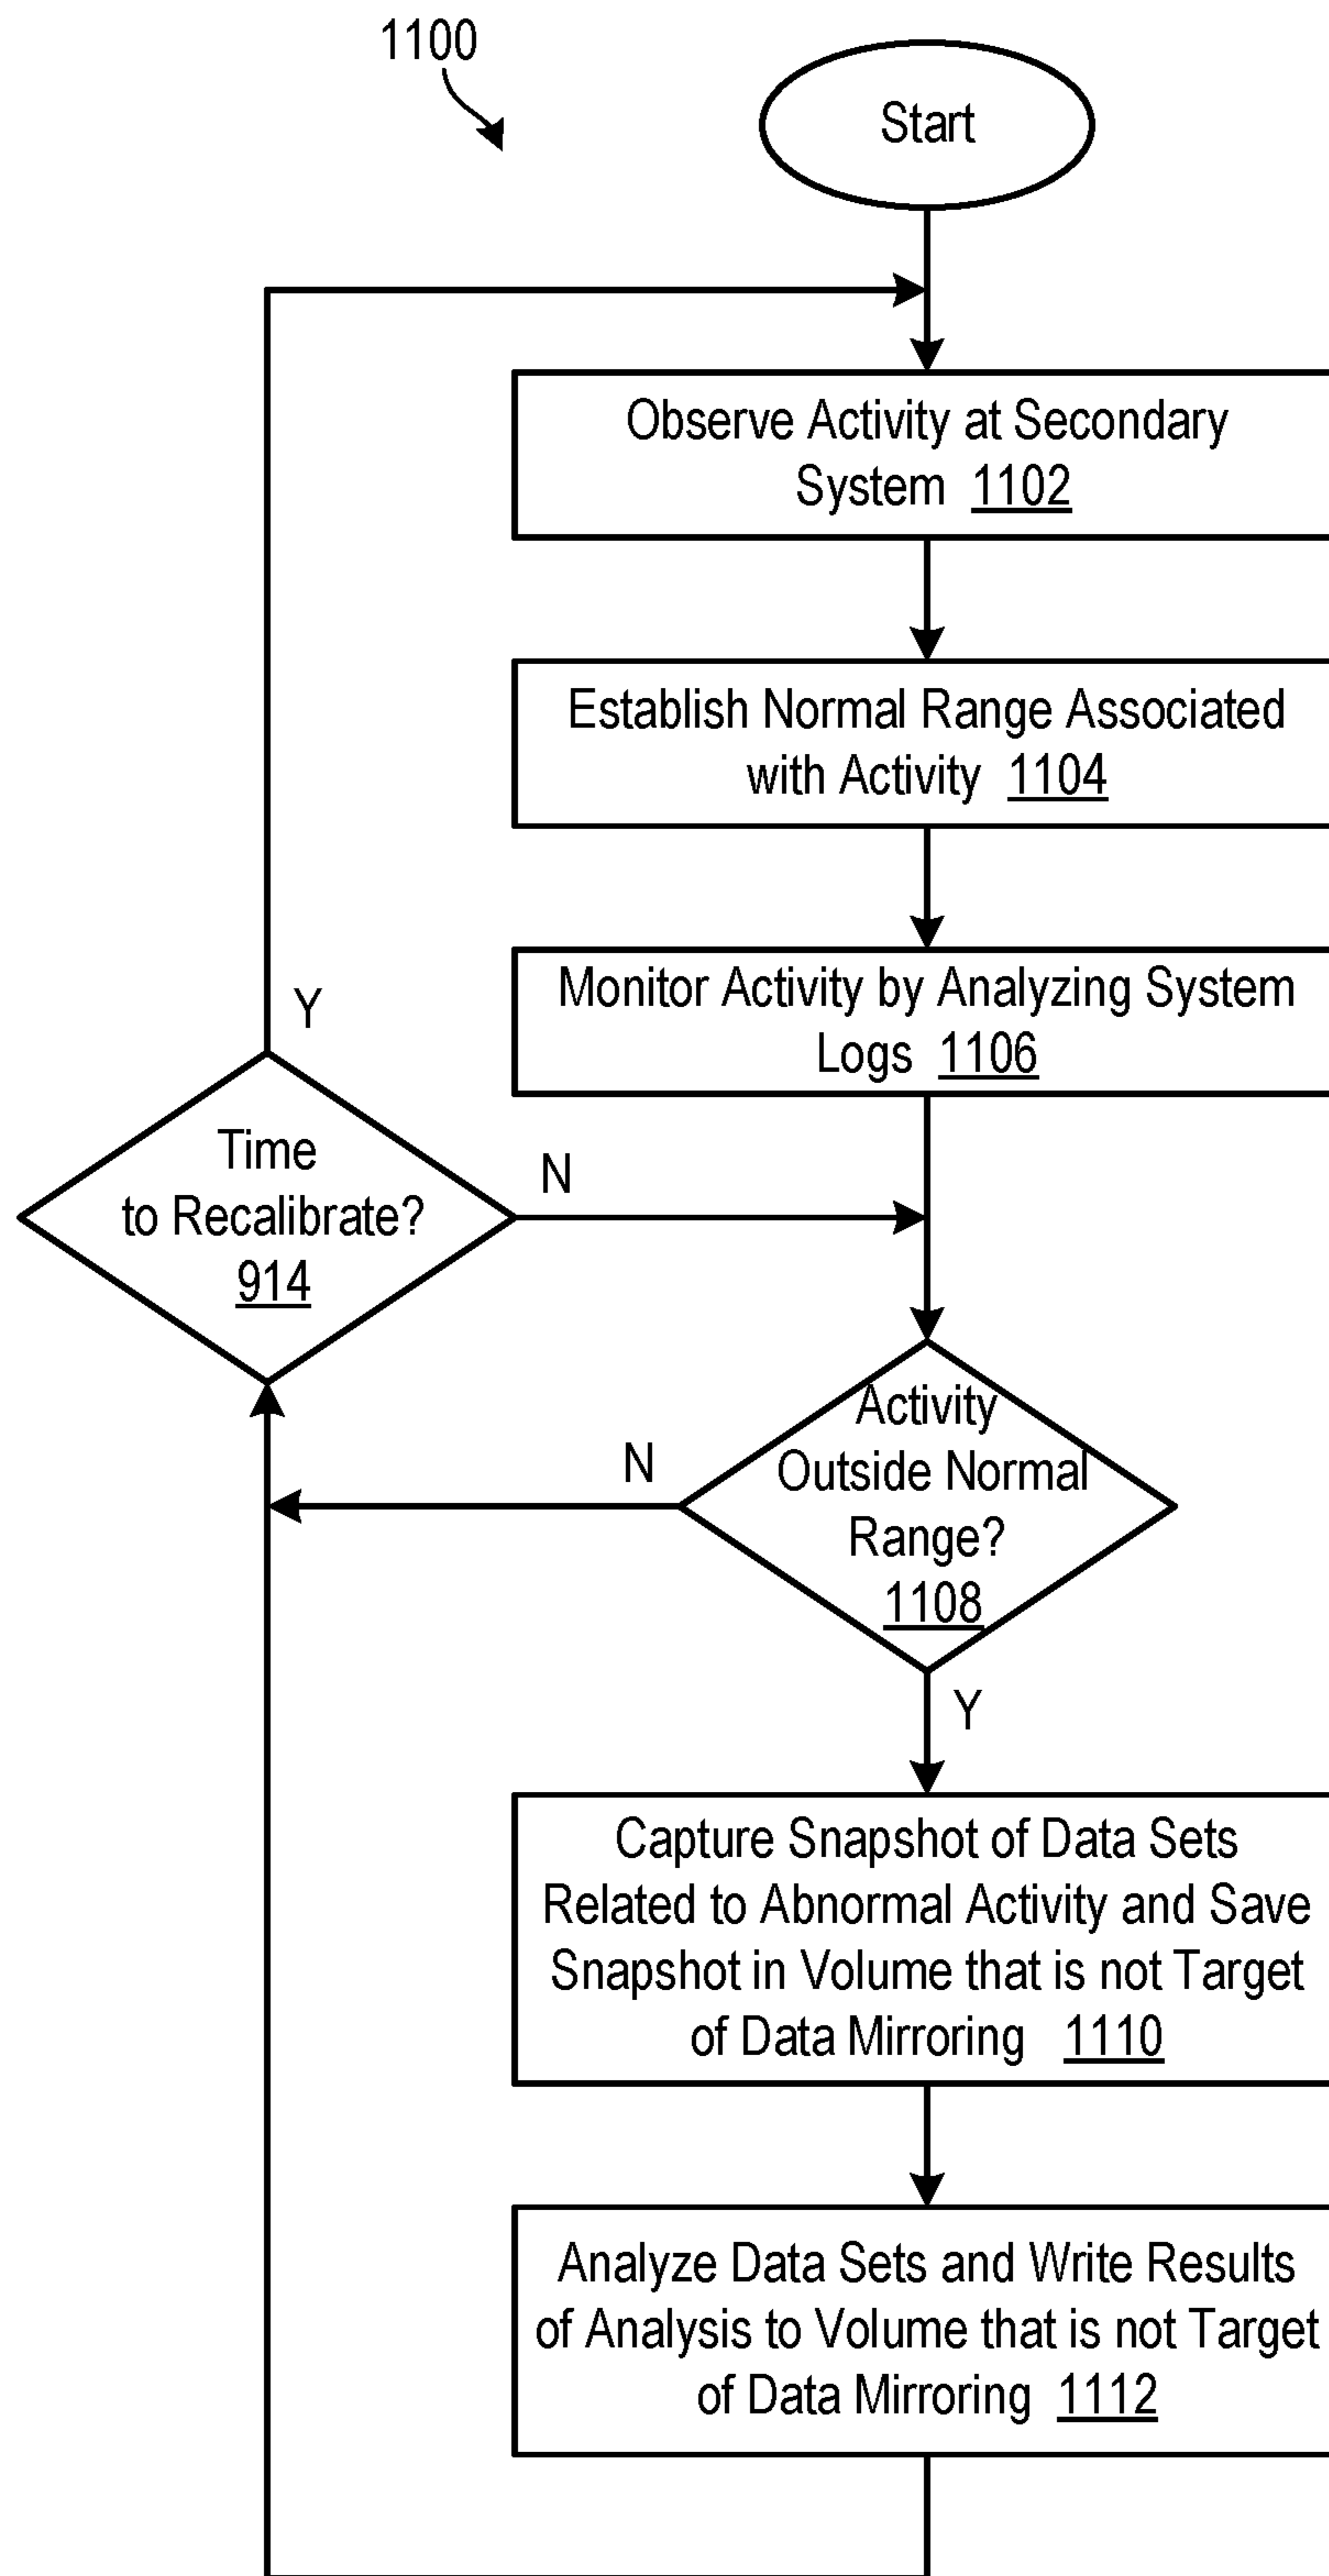 1100
Start
Observe Activity at Secondary
System 1102
Establish Normal Range Associated
with Activity 1104
Monitor Activity by Analyzing System
Logs 1106
Y
Time
to Recalibrate?
914
N
Activity
Outside Normal
Range?
1108
N
Y
Capture Snapshot of Data Sets
Related to Abnormal Activity and Save
Snapshot in Volume that is not Target
of Data Mirroring 1110
Analyze Data Sets and Write Results
of Analysis to Volume that is not Target
of Data Mirroring 1112